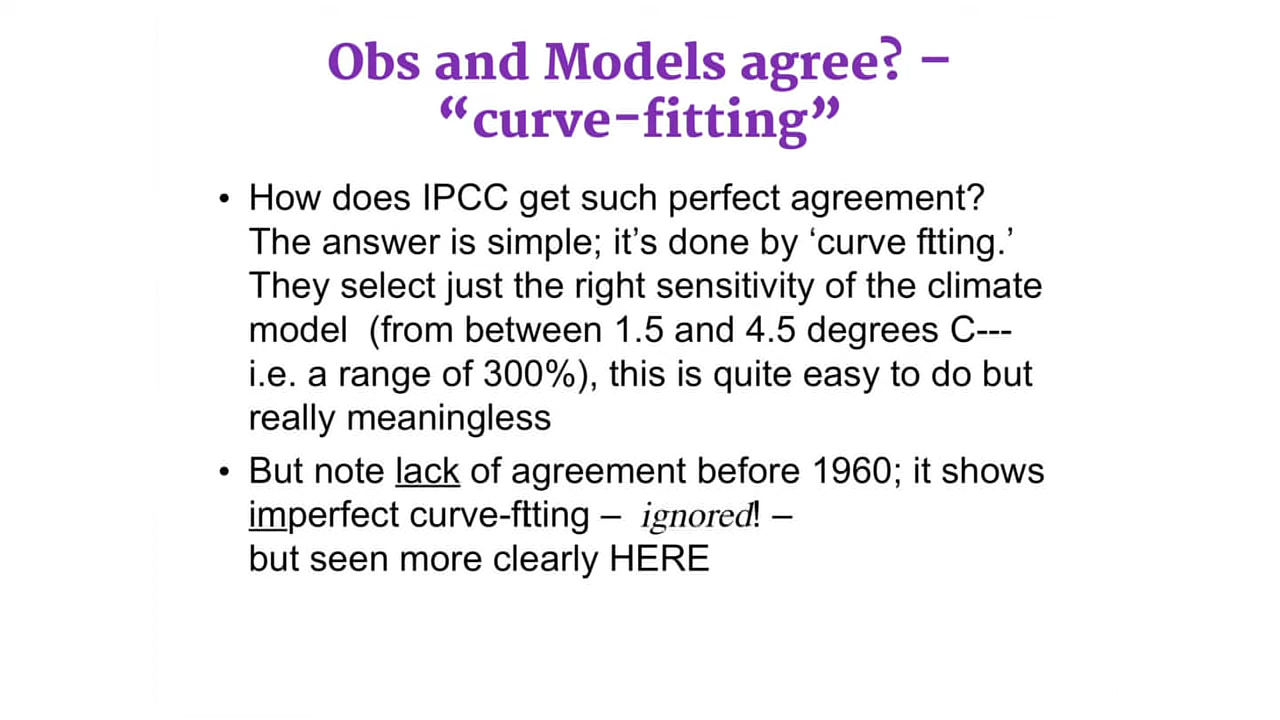 Obs and Models agree? –
“curve-fitting”
• How does IPCC get such perfect agreement?
The answer is simple; it’s done by ‘curve ftting.’
They select just the right sensitivity of the climate
model (from between 1.5 and 4.5 degrees C---
i.e. a range of 300%), this is quite easy to do but
really meaningless
• But note lack of agreement before 1960; it shows
imperfect curve-ftting – ignored! –
but seen more clearly HERE